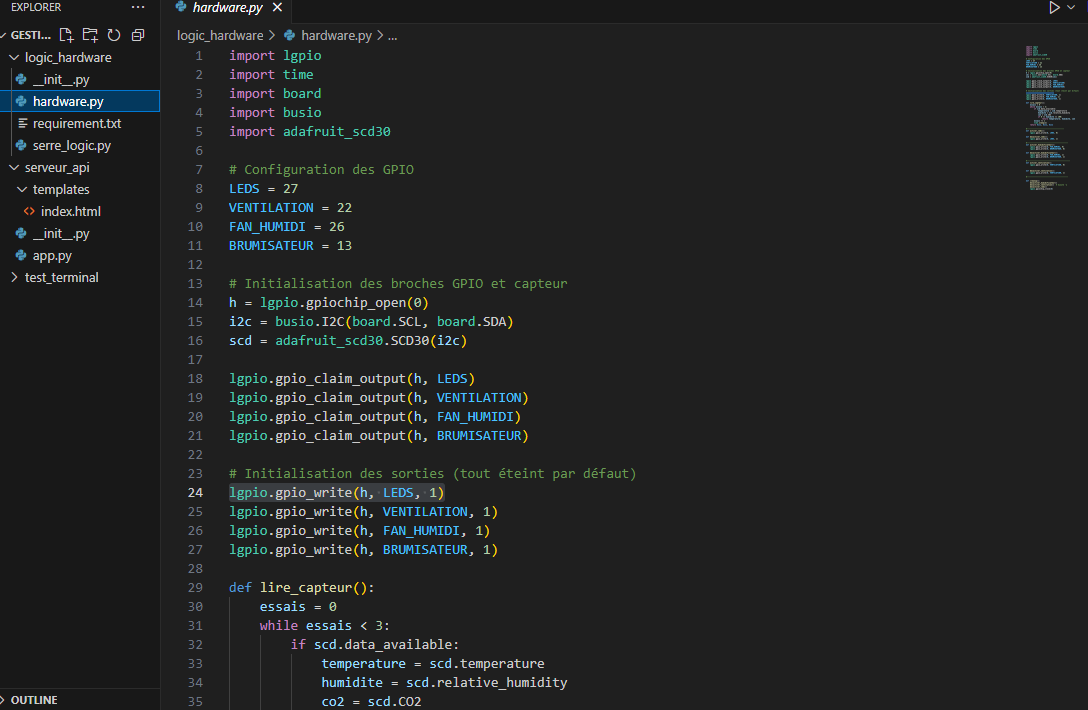 EXPLORER
hardware.py
GESTI...
logic_hardware
__init__.py
hardware.py
requirement.txt
serre_logic.py
serveur_api
templates
index.html
__init__.py
app.py
test_terminal
OUTLINE
logic_hardware > hardware.py > ...
1 import lgpio
2 import time
3 import board
4 import busio
5 import adafruit_scd30
6
7 # Configuration des GPIO
8 LEDS = 27
9 VENTILATION = 22
10 FAN_HUMIDI = 26
11 BRUMISATEUR = 13
12
13 # Initialisation des broches GPIO et capteur
14 h = lgpio.gpiochip_open(0)
15 i2c = busio.I2C(board.SCL, board.SDA)
16 scd = adafruit_scd30.SCD30(i2c)
17
18 lgpio.gpio_claim_output(h, LEDS)
19 lgpio.gpio_claim_output(h, VENTILATION)
20 lgpio.gpio_claim_output(h, FAN_HUMIDI)
21 lgpio.gpio_claim_output(h, BRUMISATEUR)
22
23 # Initialisation des sorties (tout éteint par défaut)
24 lgpio.gpio_write(h, LEDS, 1)
25 lgpio.gpio_write(h, VENTILATION, 1)
26 lgpio.gpio_write(h, FAN_HUMIDI, 1)
27 lgpio.gpio_write(h, BRUMISATEUR, 1)
28
29 def lire_capteur():
30     essais = 0
31     while essais < 3:
32         if scd.data_available:
33             temperature = scd.temperature
34             humidite = scd.relative_humidity
35             co2 = scd.CO2